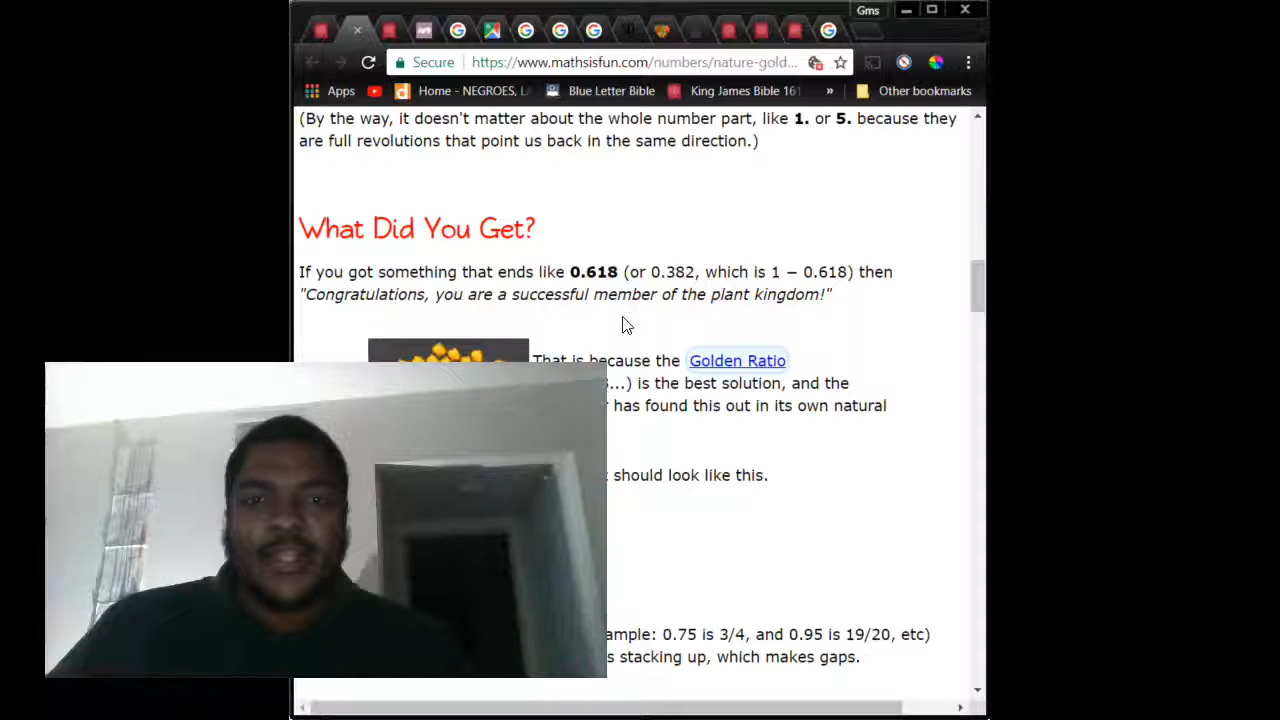 Gms
Secure https://www.mathsisfun.com/numbers/nature-gold...
Apps Home - NEGROES, LA Blue Letter Bible King James Bible 161 » Other bookmarks
(By the way, it doesn't matter about the whole number part, like 1. or 5. because they
are full revolutions that point us back in the same direction.)
What Did You Get?
If you got something that ends like 0.618 (or 0.382, which is 1 − 0.618) then
"Congratulations, you are a successful member of the plant kingdom!"
That is because the Golden Ratio
...) is the best solution, and the
has found this out in its own natural
should look like this.
ample: 0.75 is 3/4, and 0.95 is 19/20, etc)
s stacking up, which makes gaps.